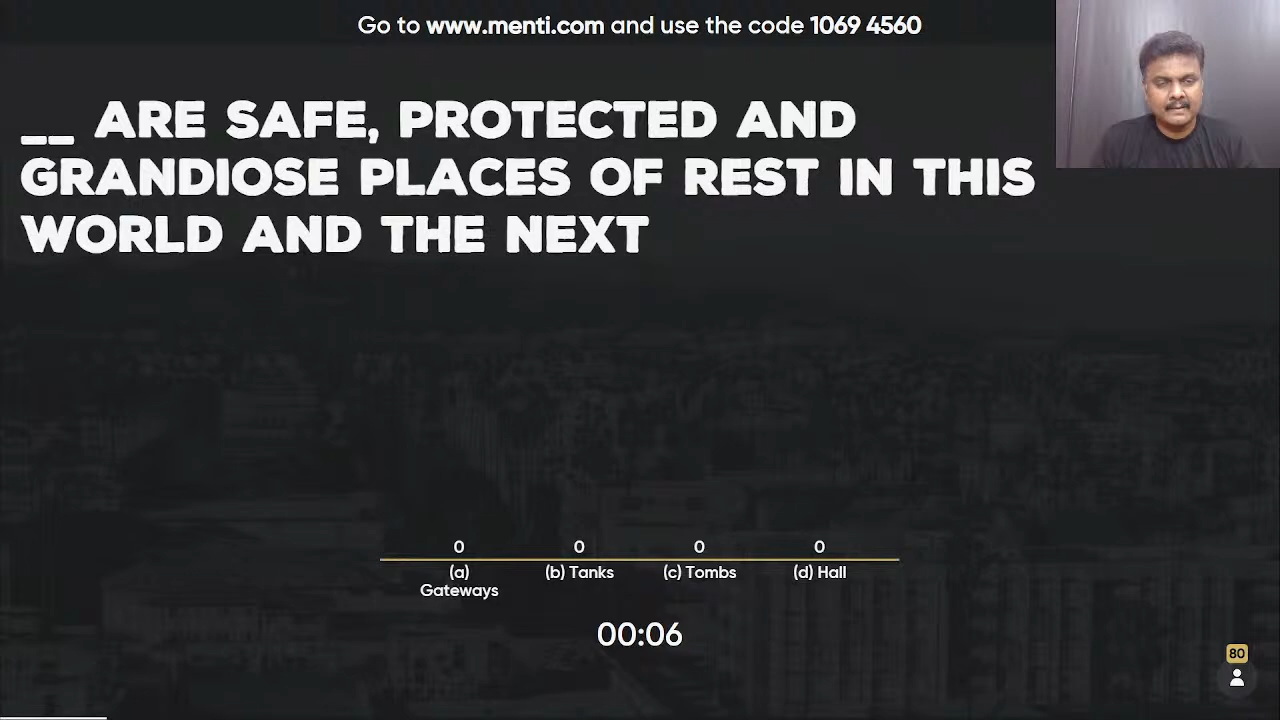 Go to www.menti.com and use the code 1069 4560
__ ARE SAFE, PROTECTED AND
GRANDIOSE PLACES OF REST IN THIS
WORLD AND THE NEXT
0 0 0 0
(a) (b) Tanks (c) Tombs (d) Hall
Gateways
00:06
80